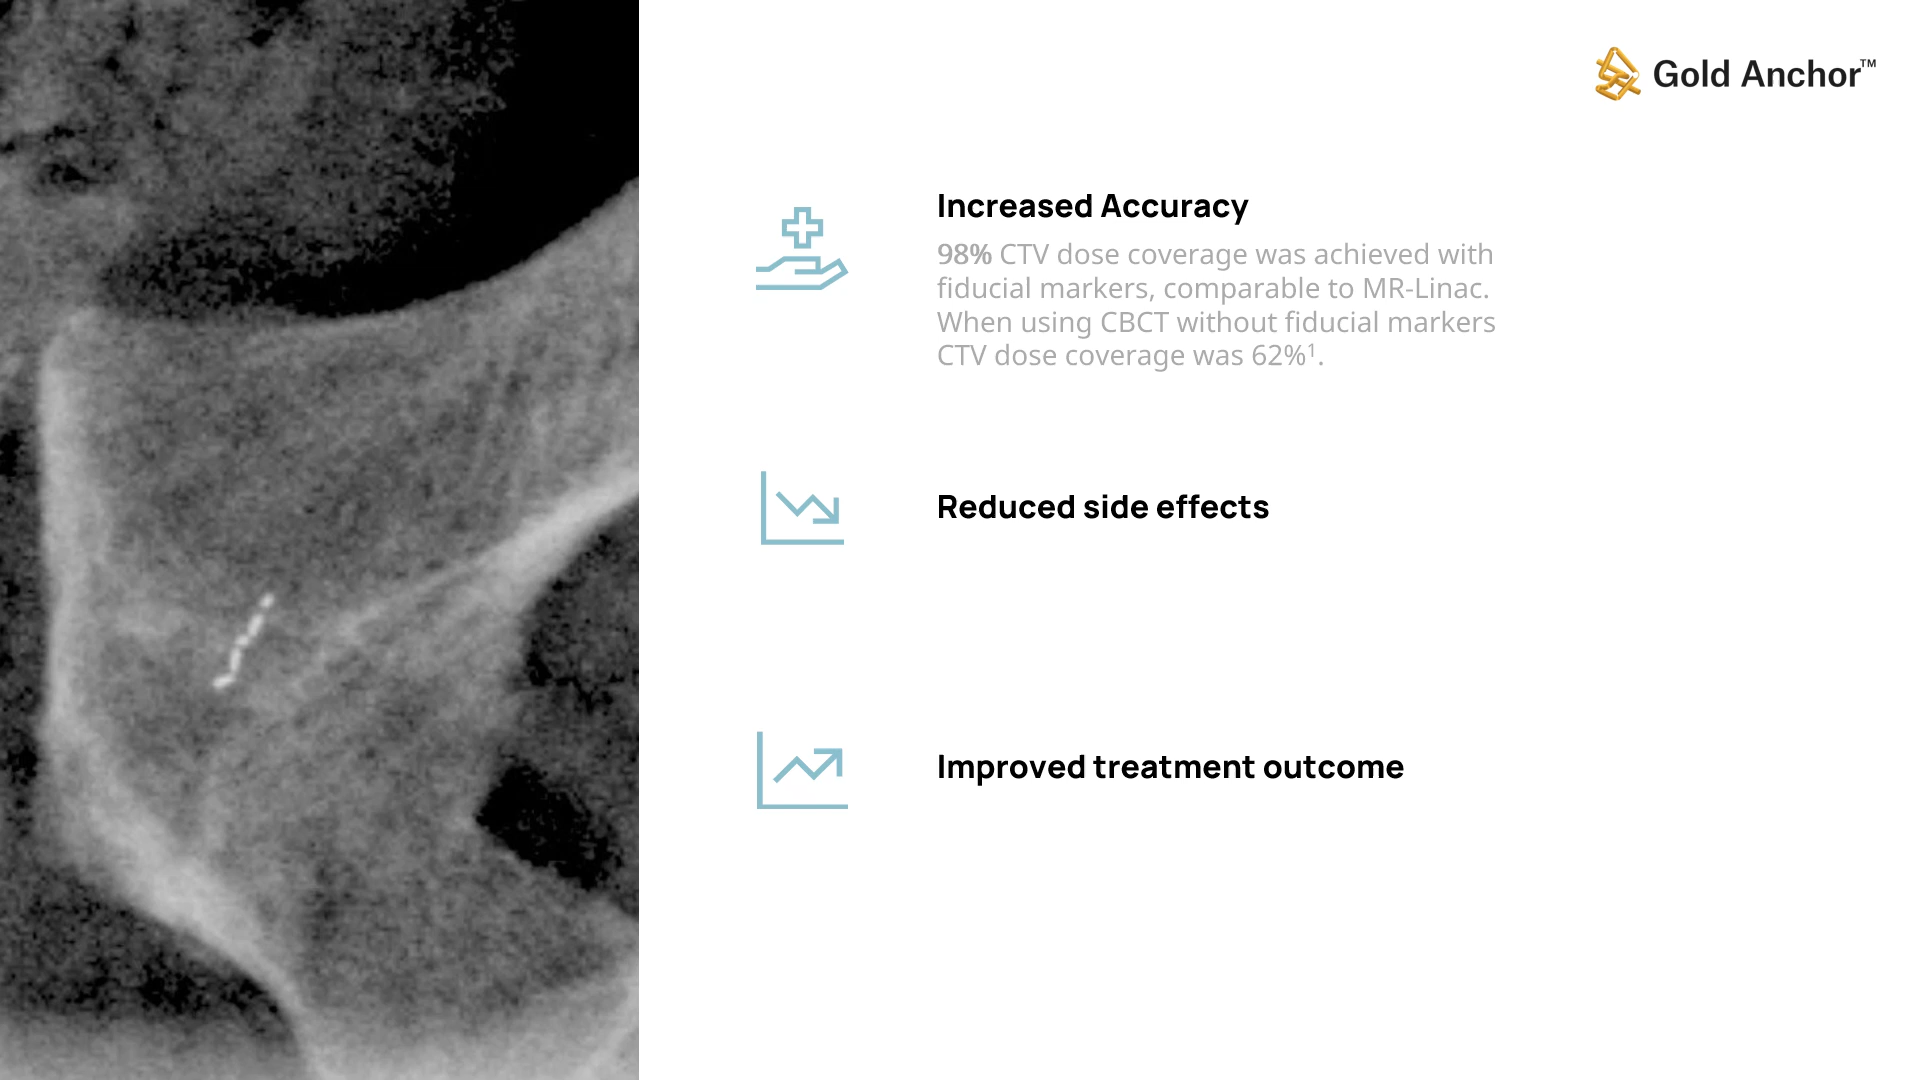 Gold Anchor™
Increased Accuracy
98% CTV dose coverage was achieved with
fiducial markers, comparable to MR-Linac.
When using CBCT without fiducial markers
CTV dose coverage was 62%¹.
Reduced side effects
Improved treatment outcome